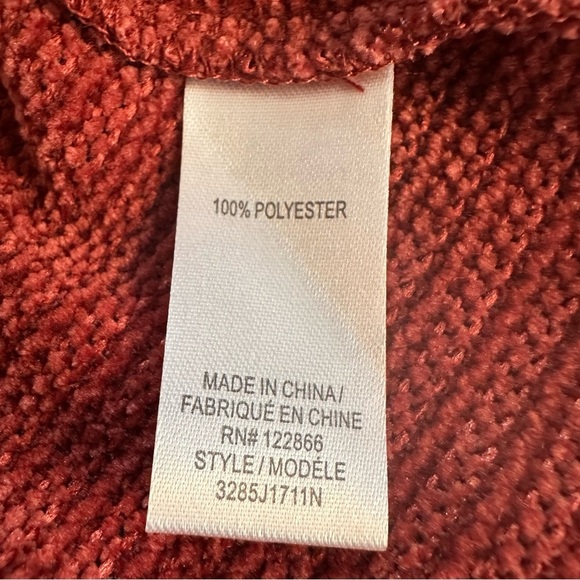 100% POLYESTER
MADE IN CHINA /
FABRIQUÉ EN CHINE
RN# 122866
STYLE / MODÈLE
3285J1711N